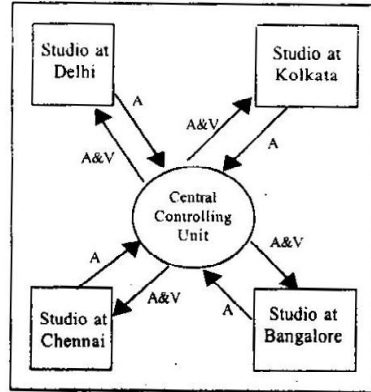 Studio at
Delhi
Studio at
Kolkata
A
A&V
A&V
A
Central
Controlling
Unit
A
A&V
A&V
A
Studio at
Chennai
Studio at
Bangalore